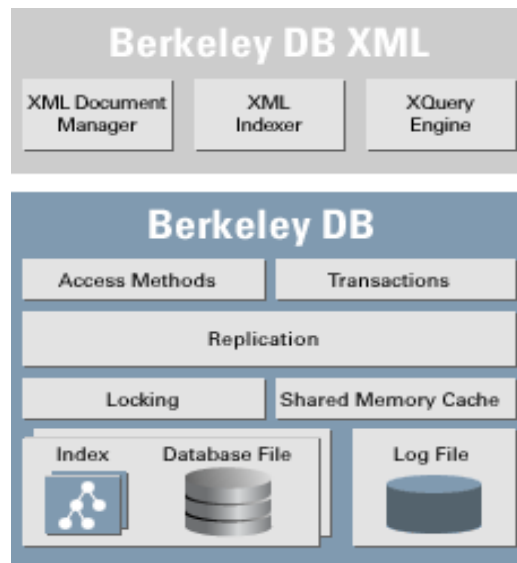 Berkeley DB XML
XML Document
Manager
XML
Indexer
XQuery
Engine
Berkeley DB
Access Methods
Transactions
Replication
Locking
Shared Memory Cache
Index
Database File
Log File